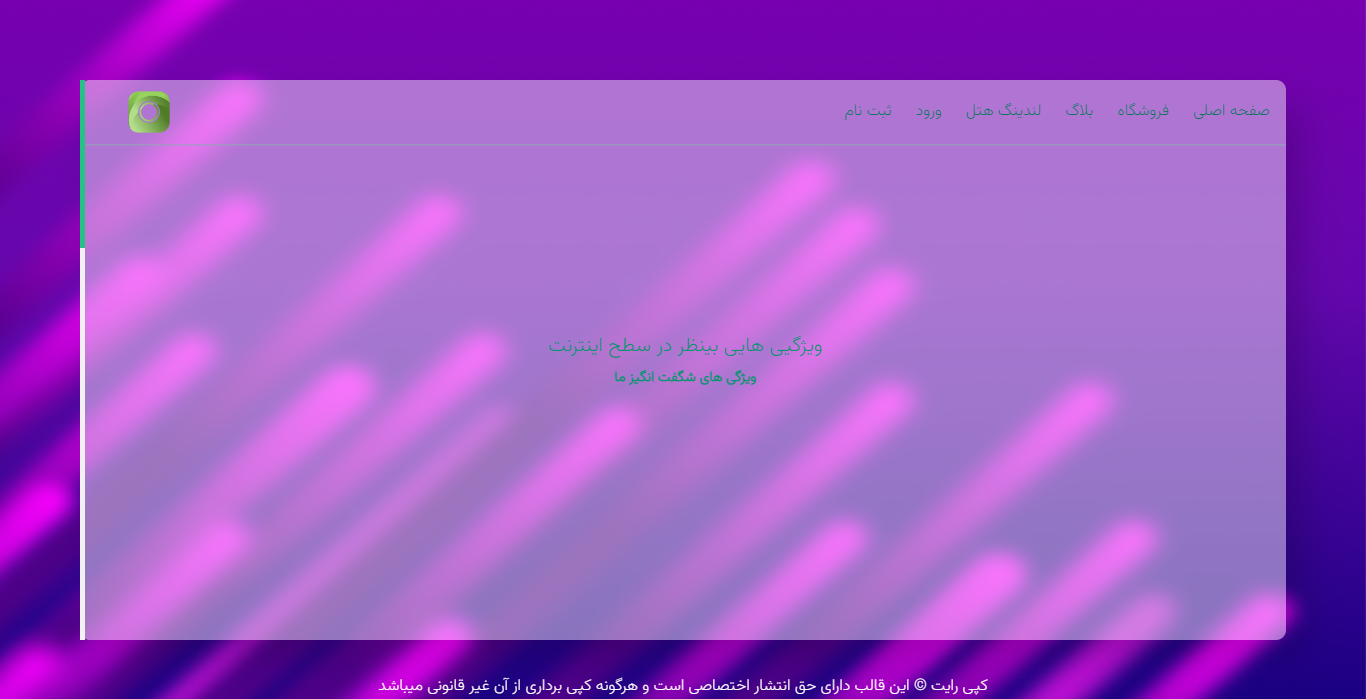 صفحه اصلی فروشگاه بلاگ لندینگ هتل ورود ثبت نام
ویژگیی هایی بینظر در سطح اینترنت
ویژگی های شگفت انگیز ما
کپی رایت © این قالب دارای حق انتشار اختصاصی است و هرگونه کپی برداری از آن غیر قانونی میباشد